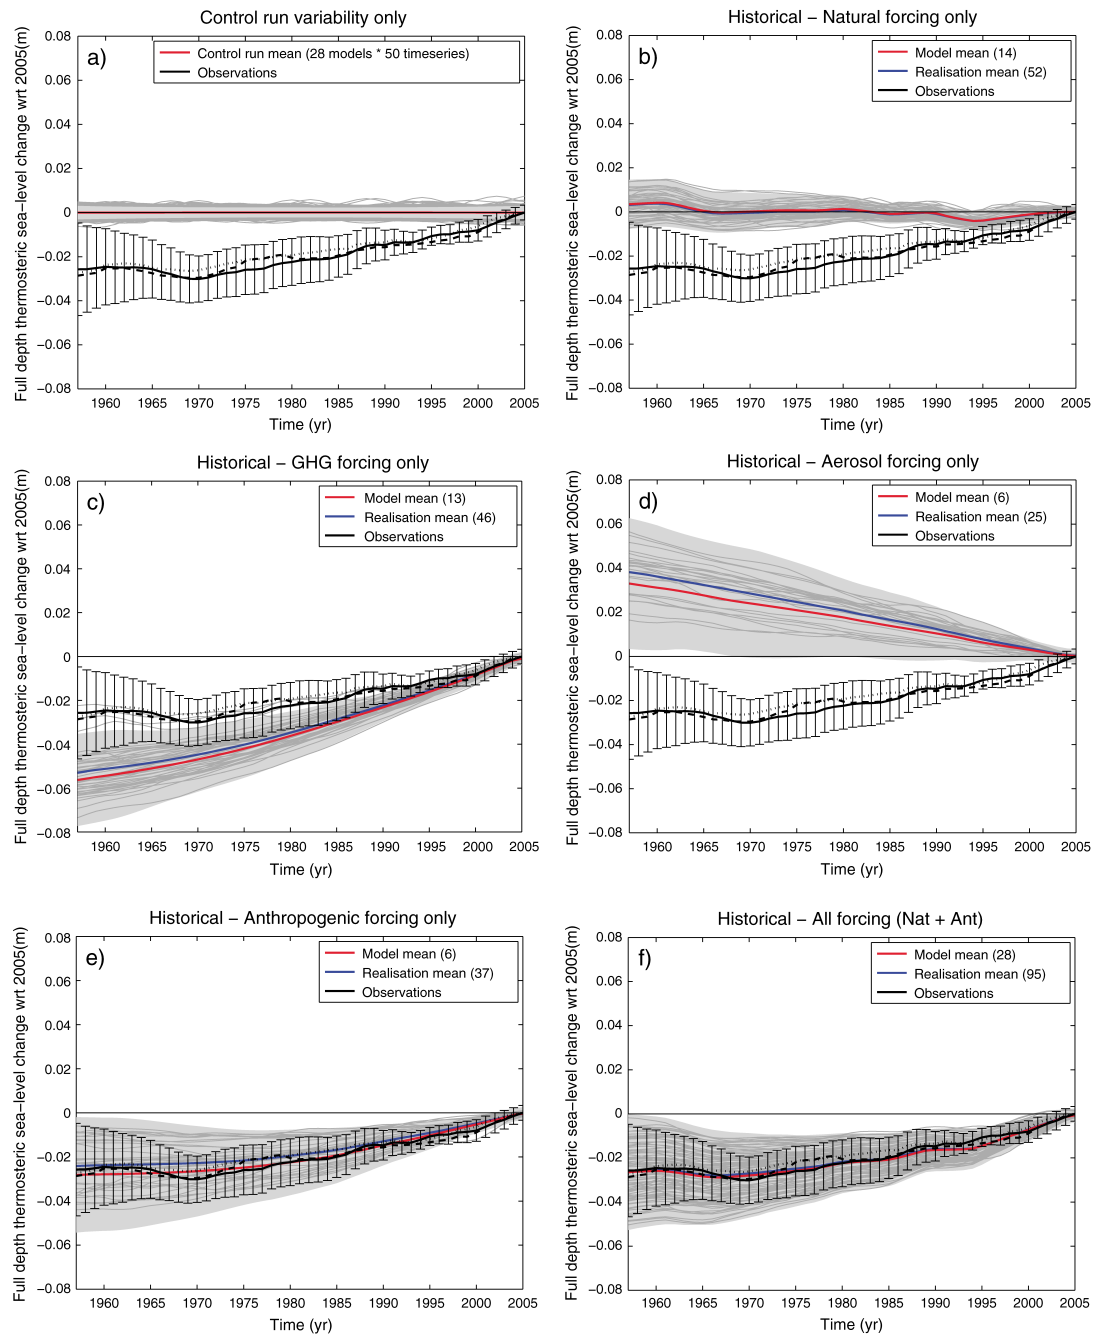 Control run variability only
a)
Control run mean (28 models * 50 timeseries)
Observations
Full depth thermosteric sea−level change wrt 2005(m)
0.08
0.06
0.04
0.02
0
−0.02
−0.04
−0.06
−0.08
1960 1965 1970 1975 1980 1985 1990 1995 2000 2005
Time (yr)
Historical − Natural forcing only
b)
Model mean (14)
Realisation mean (52)
Observations
Full depth thermosteric sea−level change wrt 2005(m)
0.08
0.06
0.04
0.02
0
−0.02
−0.04
−0.06
−0.08
1960 1965 1970 1975 1980 1985 1990 1995 2000 2005
Time (yr)
Historical − GHG forcing only
c)
Model mean (13)
Realisation mean (46)
Observations
Full depth thermosteric sea−level change wrt 2005(m)
0.08
0.06
0.04
0.02
0
−0.02
−0.04
−0.06
−0.08
1960 1965 1970 1975 1980 1985 1990 1995 2000 2005
Time (yr)
Historical − Aerosol forcing only
d)
Model mean (6)
Realisation mean (25)
Observations
Full depth thermosteric sea−level change wrt 2005(m)
0.08
0.06
0.04
0.02
0
−0.02
−0.04
−0.06
−0.08
1960 1965 1970 1975 1980 1985 1990 1995 2000 2005
Time (yr)
Historical − Anthropogenic forcing only
e)
Model mean (6)
Realisation mean (37)
Observations
Full depth thermosteric sea−level change wrt 2005(m)
0.08
0.06
0.04
0.02
0
−0.02
−0.04
−0.06
−0.08
1960 1965 1970 1975 1980 1985 1990 1995 2000 2005
Time (yr)
Historical − All forcing (Nat + Ant)
f)
Model mean (28)
Realisation mean (95)
Observations
Full depth thermosteric sea−level change wrt 2005(m)
0.08
0.06
0.04
0.02
0
−0.02
−0.04
−0.06
−0.08
1960 1965 1970 1975 1980 1985 1990 1995 2000 2005
Time (yr)